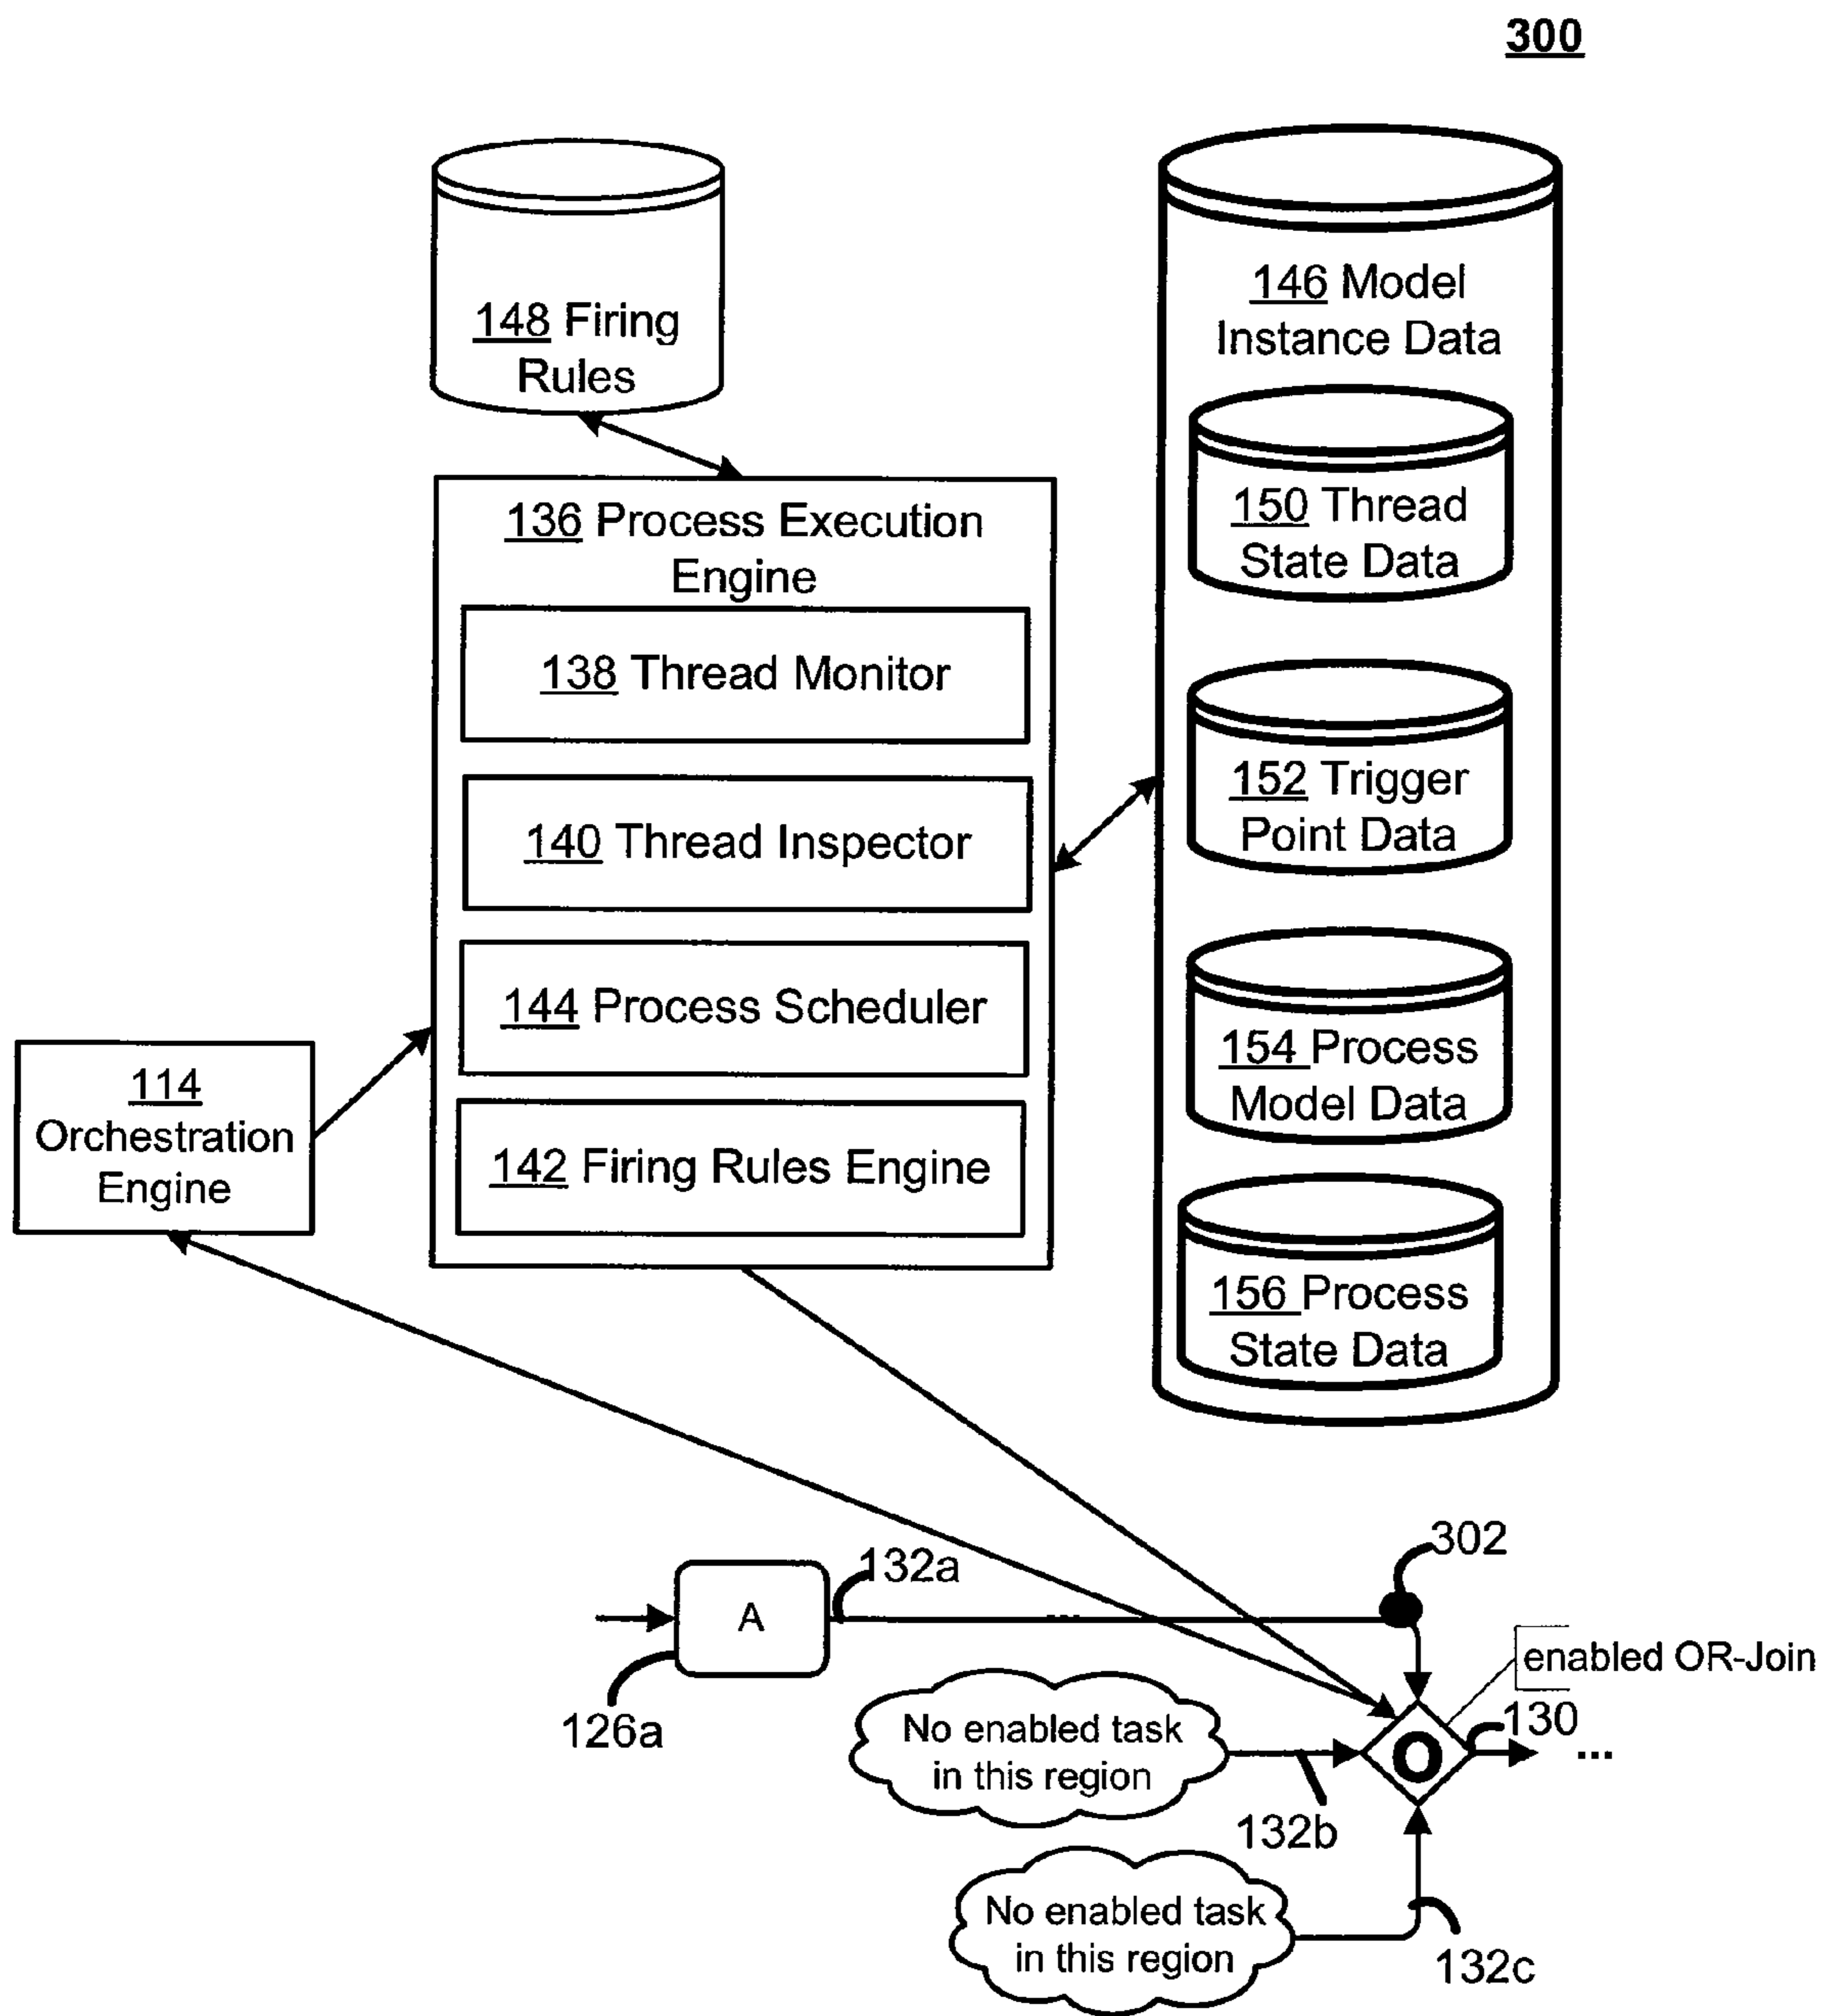 300
148 Firing
Rules
146 Model
Instance Data
150 Thread
State Data
152 Trigger
Point Data
154 Process
Model Data
156 Process
State Data
136 Process Execution
Engine
138 Thread Monitor
140 Thread Inspector
144 Process Scheduler
142 Firing Rules Engine
114
Orchestration
Engine
302
132a
...
A
126a
enabled OR-Join
130
O
...
No enabled task
in this region
132b
No enabled task
in this region
132c